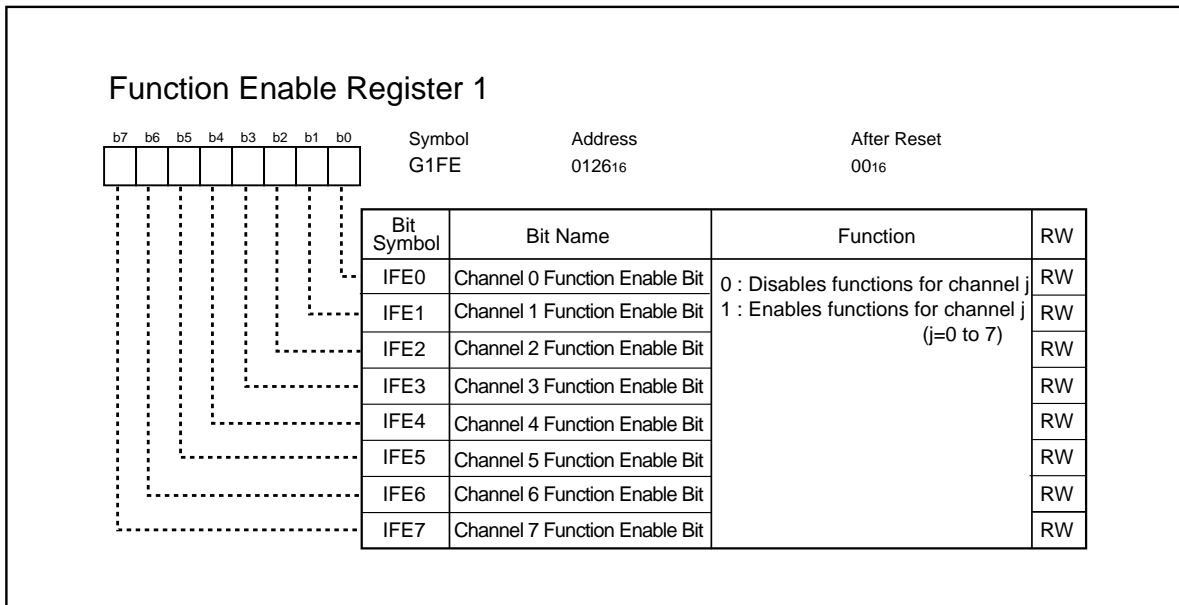 Function Enable Register 1
b7 b6 b5 b4 b3 b2 b1 b0
Symbol Address After Reset
G1FE 012616 0016
Bit Symbol Bit Name Function RW
IFE0 Channel 0 Function Enable Bit 0 : Disables functions for channel j RW
IFE1 Channel 1 Function Enable Bit 1 : Enables functions for channel j RW
(j=0 to 7)
IFE2 Channel 2 Function Enable Bit RW
IFE3 Channel 3 Function Enable Bit RW
IFE4 Channel 4 Function Enable Bit RW
IFE5 Channel 5 Function Enable Bit RW
IFE6 Channel 6 Function Enable Bit RW
IFE7 Channel 7 Function Enable Bit RW